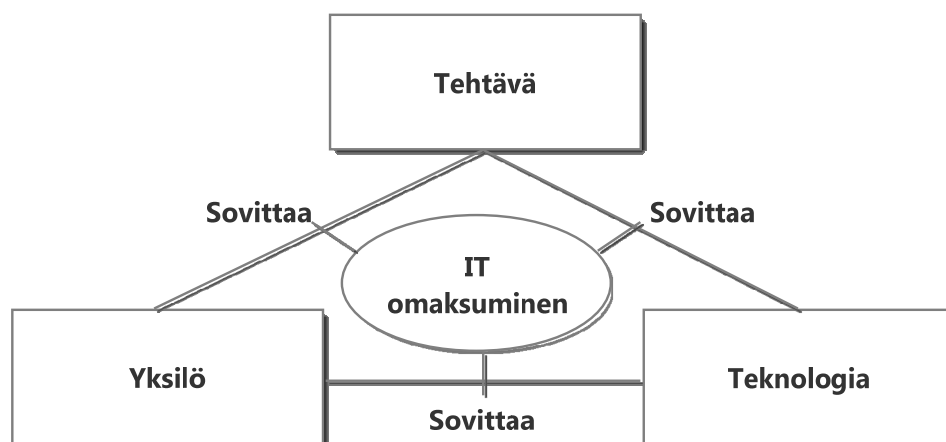 Tehtävä
Sovittaa
Sovittaa
IT
omaksuminen
Yksilö
Teknologia
Sovittaa